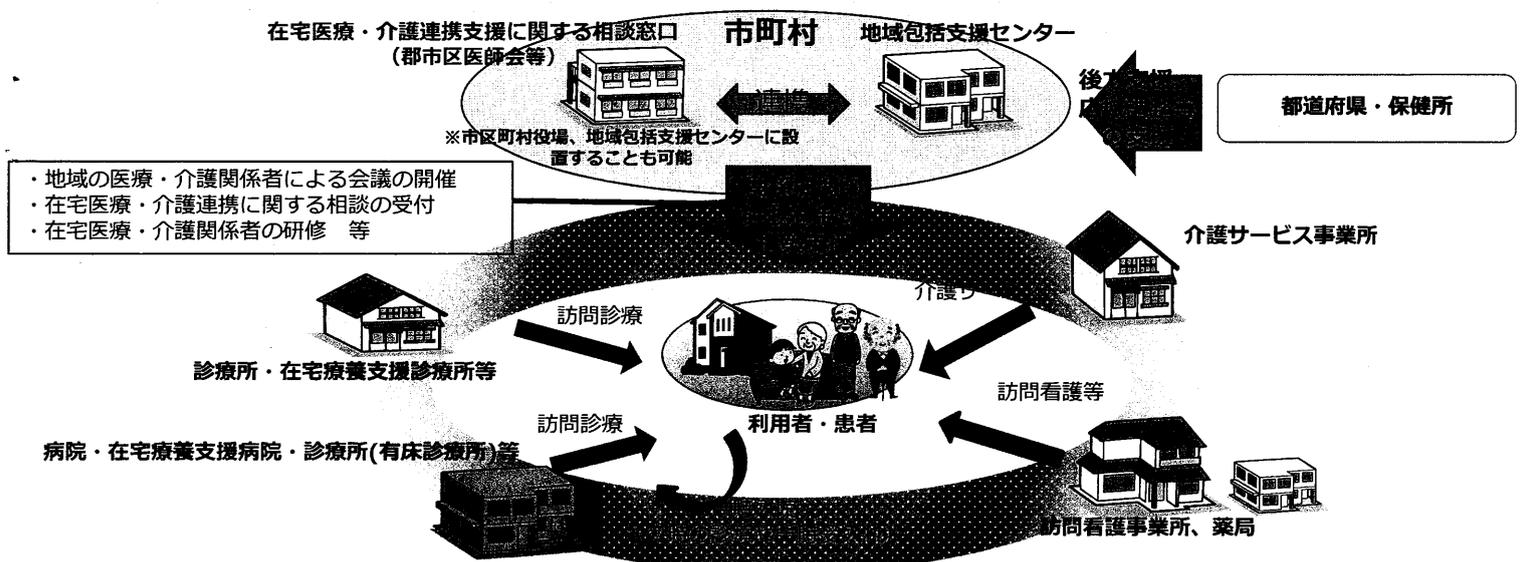 在宅医療・介護連携支援に関する相談窓口
（郡市区医師会等）
市町村
地域包括支援センター
連携
※市区町村役場、地域包括支援センターに設
置することも可能
都道府県・保健所
・地域の医療・介護関係者による会議の開催
・在宅医療・介護連携に関する相談の受付
・在宅医療・介護関係者の研修　等
介護サービス事業所
訪問診療
診療所・在宅療養支援診療所等
訪問看護等
利用者・患者
訪問診療
病院・在宅療養支援病院・診療所(有床診療所)等
訪問看護事業所、薬局